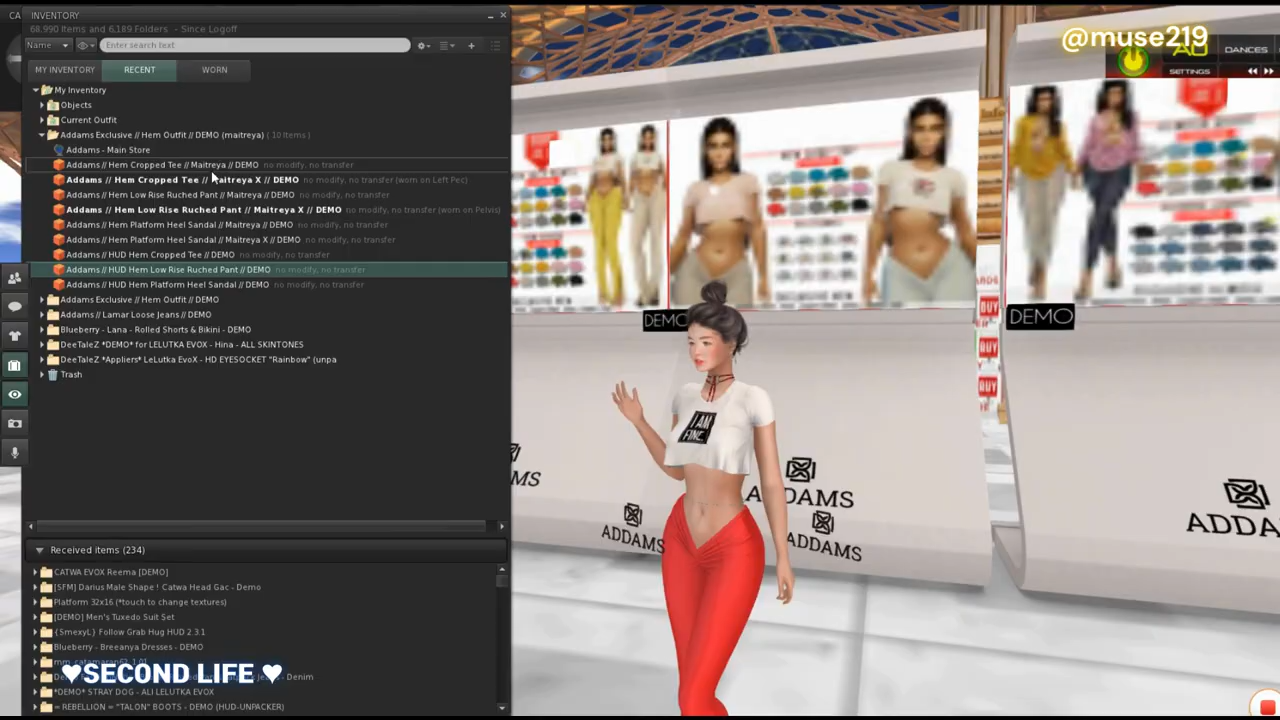 CA
INVENTORY
68,990 Items and 6,189 Folders - Since Logoff
Name
Enter search text
MY INVENTORY
RECENT
WORN
My Inventory
Objects
Current Outfit
Addams Exclusive // Hem Outfit // DEMO (maitreya) ( 10 Items )
Addams - Main Store
Addams // Hem Cropped Tee // Maitreya // DEMO no modify, no transfer
Addams // Hem Cropped Tee // Maitreya X // DEMO no modify, no transfer (worn on Left Pec)
Addams // Hem Low Rise Ruched Pant // Maitreya // DEMO no modify, no transfer
Addams // Hem Low Rise Ruched Pant // Maitreya X // DEMO no modify, no transfer (worn on Pelvis)
Addams // Hem Platform Heel Sandal // Maitreya // DEMO no modify, no transfer
Addams // Hem Platform Heel Sandal // Maitreya X // DEMO no modify, no transfer
Addams // HUD Hem Cropped Tee // DEMO no modify, no transfer
Addams // HUD Hem Low Rise Ruched Pant // DEMO no modify, no transfer
Addams // HUD Hem Platform Heel Sandal // DEMO no modify, no transfer
Addams Exclusive // Hem Outfit // DEMO
Addams // Lamar Loose Jeans // DEMO
Blueberry - Lana - Rolled Shorts & Bikini - DEMO
DeeTaleZ *DEMO* for LELUTKA EVOX - Hina - ALL SKINTONES
DeeTaleZ *Appliers* LeLutka EvoX - HD EYESOCKET "Rainbow" (unpa
Trash
Received items (234)
CATWA EVOX Reema [DEMO]
[SFM] Darius Male Shape ! Catwa Head Gac - Demo
Platform 32x16 (*touch to change textures)
[DEMO] Men's Tuxedo Suit Set
{SmexyL} Follow Grab Hug HUD 2.3.1
Blueberry - Breeanya Dresses - DEMO
Denim
*DEMO* STRAY DOG - ALI LELUTKA EVOX
= REBELLION = "TALON" BOOTS - DEMO (HUD-UNPACKER)
♥SECOND LIFE♥
@muse219
AO
DANCES
SETTINGS
DEMO
DEMO
BUY
BUY
BUY
I AM
FINE.
ADDAMS
ADDAMS
ADDAMS
ADDA